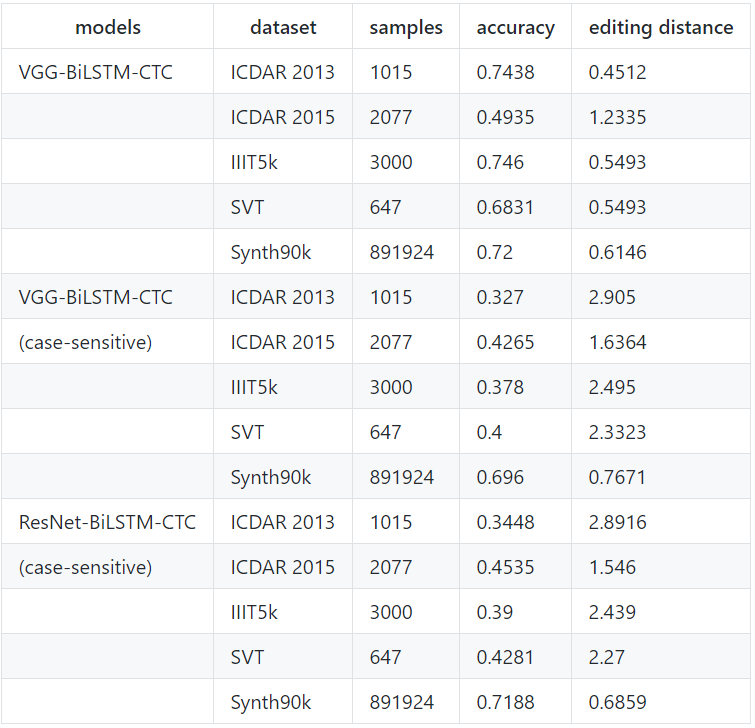 models dataset samples accuracy editing distance
VGG-BiLSTM-CTC ICDAR 2013 1015 0.7438 0.4512
ICDAR 2015 2077 0.4935 1.2335
IIIT5k 3000 0.746 0.5493
SVT 647 0.6831 0.5493
Synth90k 891924 0.72 0.6146
VGG-BiLSTM-CTC ICDAR 2013 1015 0.327 2.905
(case-sensitive) ICDAR 2015 2077 0.4265 1.6364
IIIT5k 3000 0.378 2.495
SVT 647 0.4 2.3323
Synth90k 891924 0.696 0.7671
ResNet-BiLSTM-CTC ICDAR 2013 1015 0.3448 2.8916
(case-sensitive) ICDAR 2015 2077 0.4535 1.546
IIIT5k 3000 0.39 2.439
SVT 647 0.4281 2.27
Synth90k 891924 0.7188 0.6859